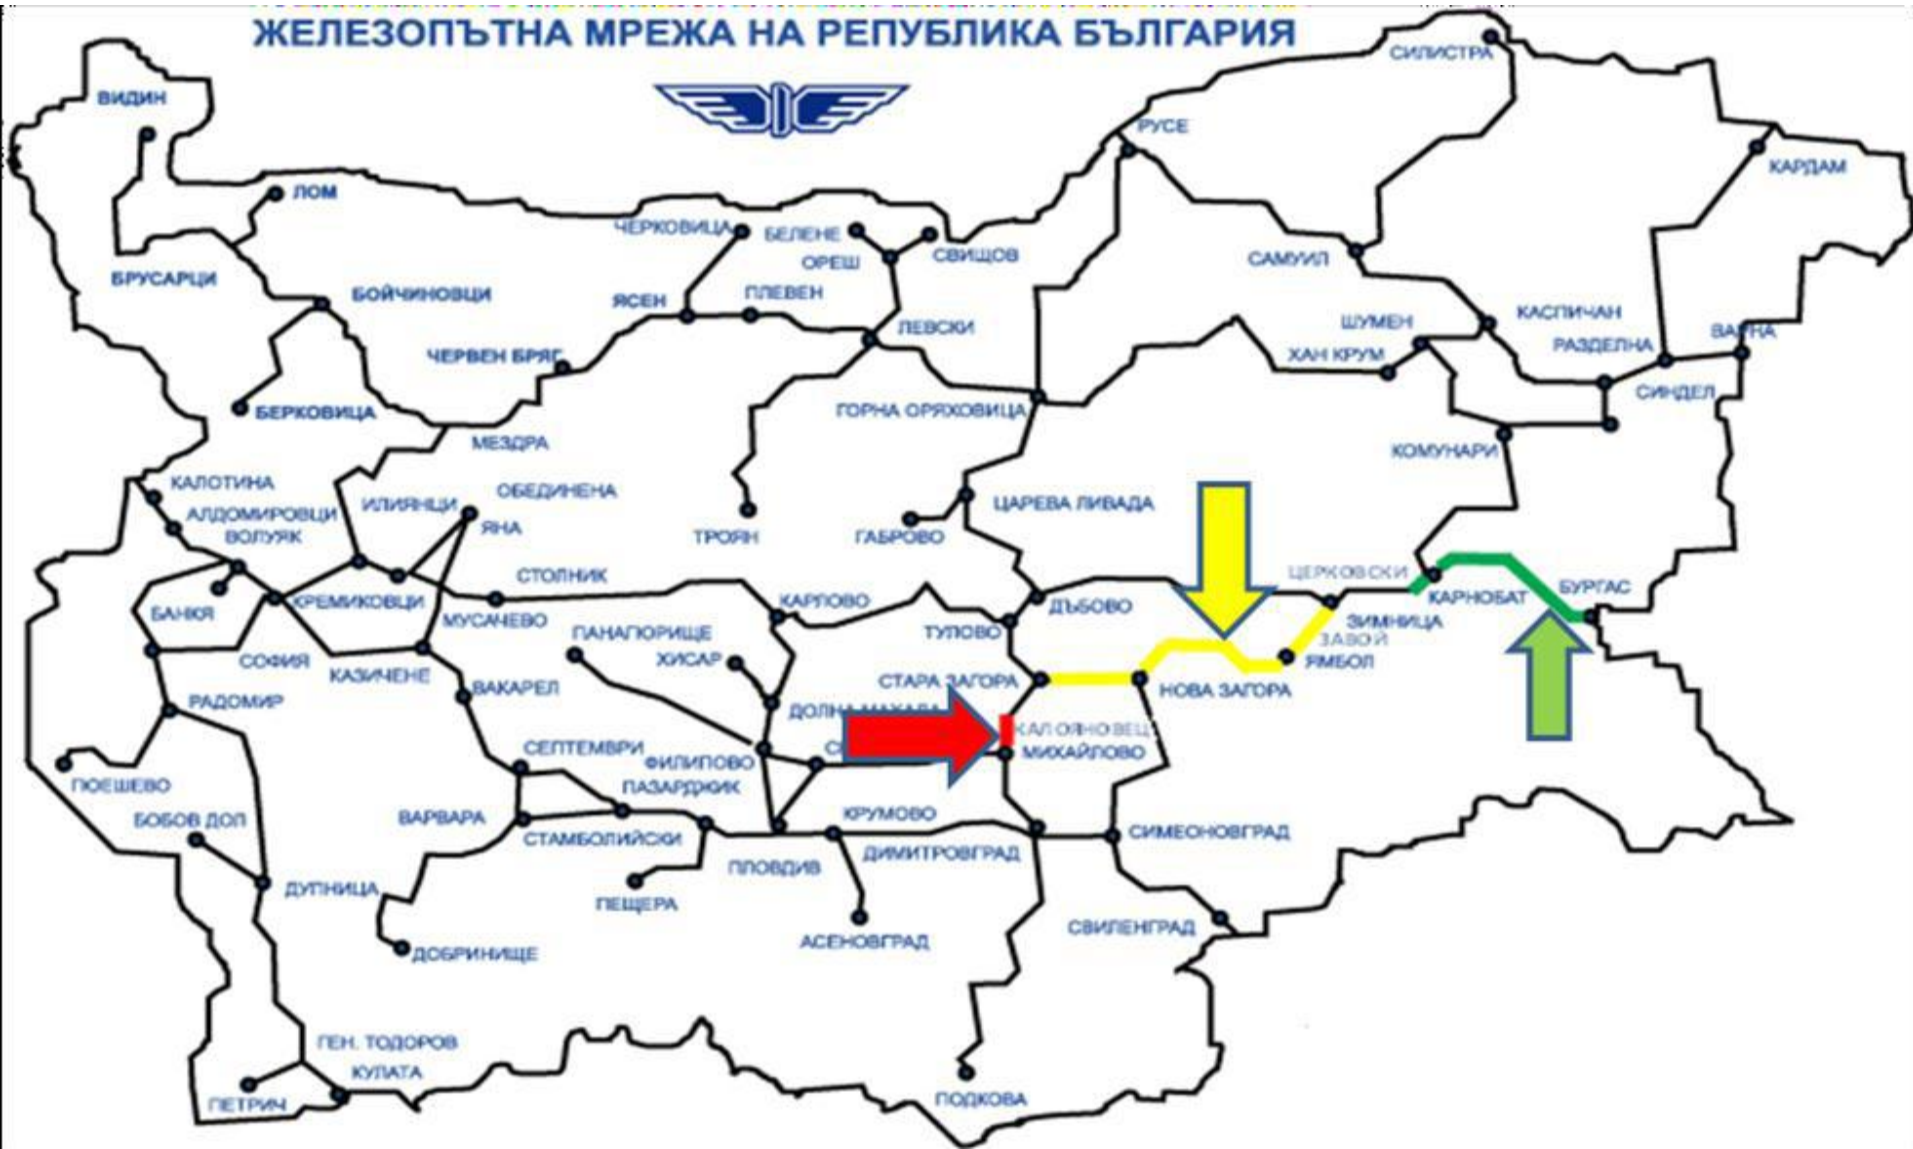 ЖЕЛЕЗОПЪТНА МРЕЖА НА РЕПУБЛИКА БЪЛГАРИЯ
СИЛИСТРА
ВИДИН
РУСЕ
КАРДАМ
ЛОМ
ЧЕРКОВИЦА
БЕЛЕНЕ
СВИЩОВ
ОРЕШ
САМУИЛ
БРУСАРЦИ
БОЙЧИНОВЦИ
ЯСЕН
ПЛЕВЕН
ЛЕВСКИ
ШУМЕН
КАСПИЧАН
ВАРНА
ЧЕРВЕН БРЯГ
ХАН КРУМ
РАЗДЕЛНА
СИНДЕЛ
БЕРКОВИЦА
ГОРНА ОРЯХОВИЦА
МЕЗДРА
КОМУНАРИ
КАЛОТИНА
ОБЕДИНЕНА
АЛДОМИРОВЦИ
ИЛИЯНЦИ
ЦАРЕВА ЛИВАДА
ВОЛУЯК
ЯНА
ТРОЯН
ГАБРОВО
СТОЛНИК
ЦЕРКОВСКИ
БУРГАС
БАНКЯ
КРЕМИКОВЦИ
КАРЛОВО
ДЪБОВО
КАРНОБАТ
МУСАЧЕВО
ПАНАГЮРИЩЕ
ТУЛОВО
ЗИМНИЦА
ЗАВОЙ
СОФИЯ
КАЗИЧЕНЕ
ХИСАР
ЯМБОЛ
ВАКАРЕЛ
СТАРА ЗАГОРА
НОВА ЗАГОРА
РАДОМИР
ДОЛНА МАХАЛА
КАЛОЯНОВЕЦ
СЕПТЕМВРИ
ФИЛИПОВО
МИХАЙЛОВО
ГЮЕШЕВО
ПАЗАРДЖИК
БОБОВ ДОЛ
ВАРВАРА
КРУМОВО
СТАМБОЛИЙСКИ
СИМЕОНОВГРАД
ПЛОВДИВ
ДИМИТРОВГРАД
ДУПНИЦА
ПЕЩЕРА
СВИЛЕНГРАД
АСЕНОВГРАД
ДОБРИНИЩЕ
ГЕН. ТОДОРОВ
КУЛАТА
ПЕТРИЧ
ПОДКОВА